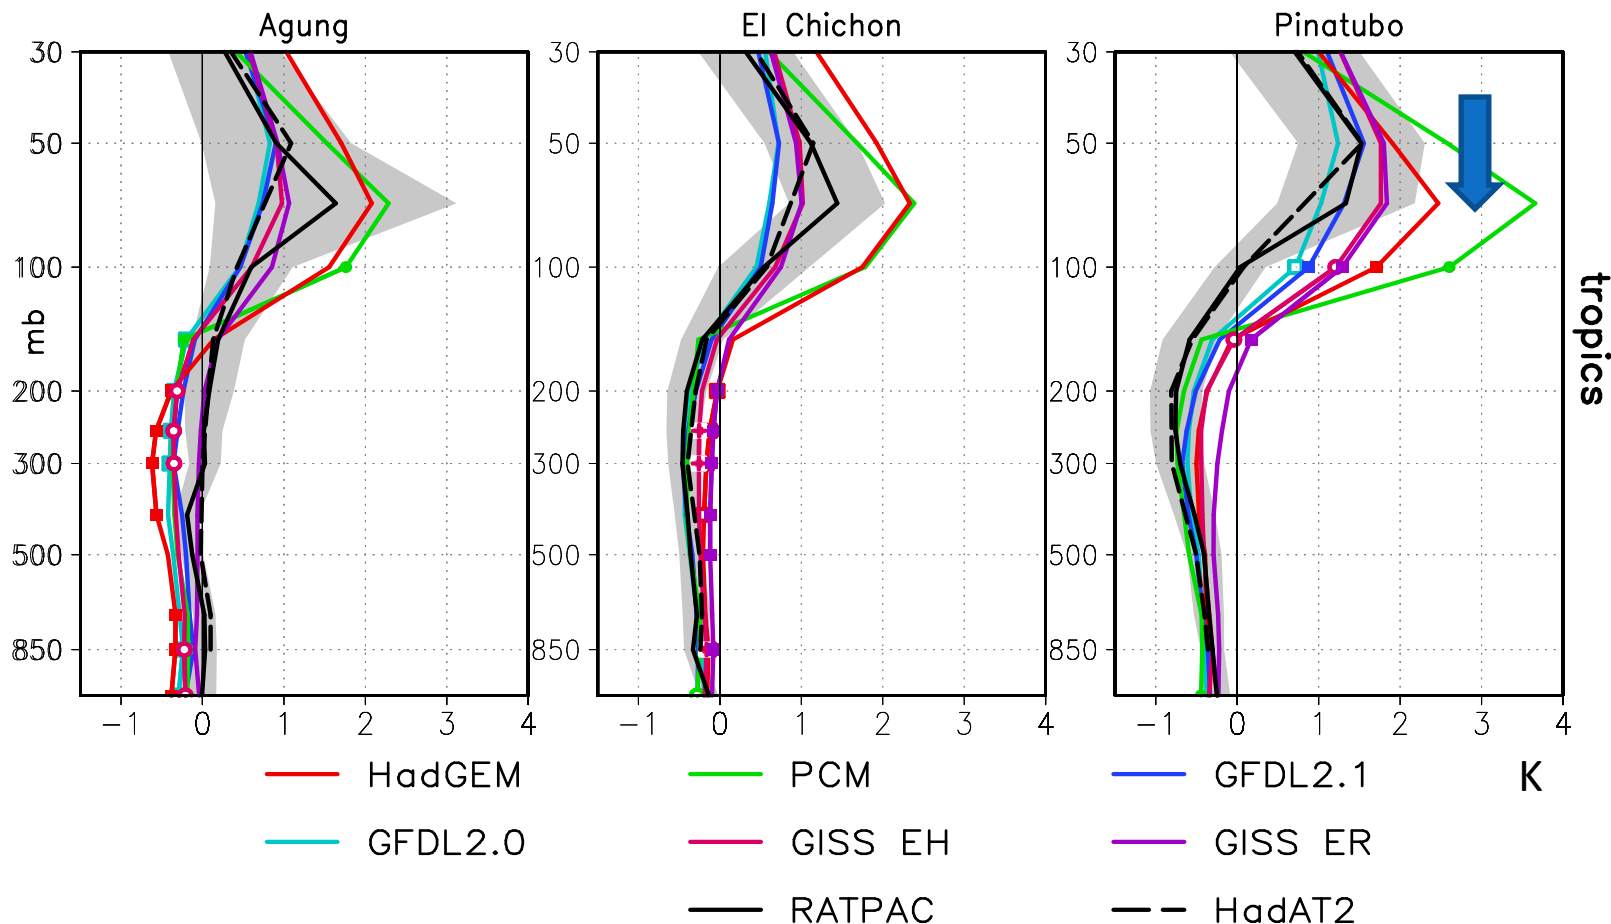 Agung El Chichon Pinatubo
30 30 30
50 50 50
100 100 100
mb
tropics
200 200 200
300 300 300
500 500 500
850 850 850
−1 0 1 2 3 4 −1 0 1 2 3 4 −1 0 1 2 3 4
HadGEM PCM GFDL2.1 K
GFDL2.0 GISS EH GISS ER
RATPAC HadAT2